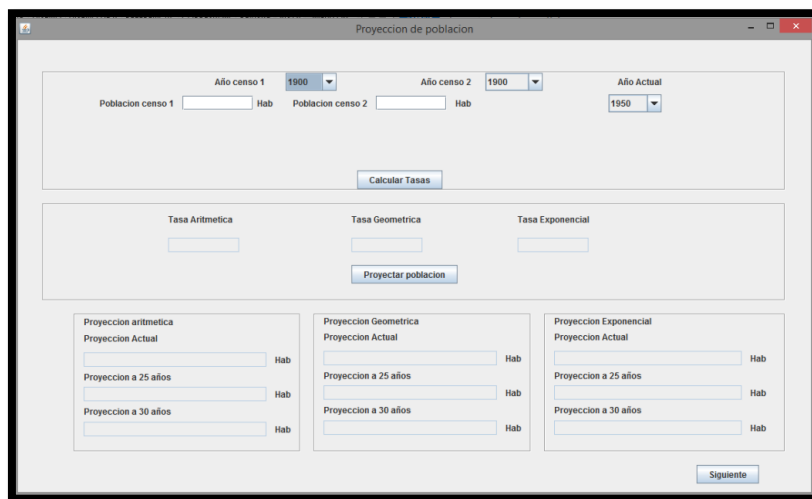 Proyeccion de poblacion
Año censo 1 1900 Año censo 2 1900 Año Actual
Poblacion censo 1 Hab Poblacion censo 2 Hab 1950
Calcular Tasas
Tasa Aritmetica Tasa Geometrica Tasa Exponencial
Proyectar poblacion
Proyeccion aritmetica
Proyeccion Actual
Hab
Proyeccion a 25 años
Hab
Proyeccion a 30 años
Hab
Proyeccion Geometrica
Proyeccion Actual
Hab
Proyeccion a 25 años
Hab
Proyeccion a 30 años
Hab
Proyeccion Exponencial
Proyeccion Actual
Hab
Proyeccion a 25 años
Hab
Proyeccion a 30 años
Hab
Siguiente